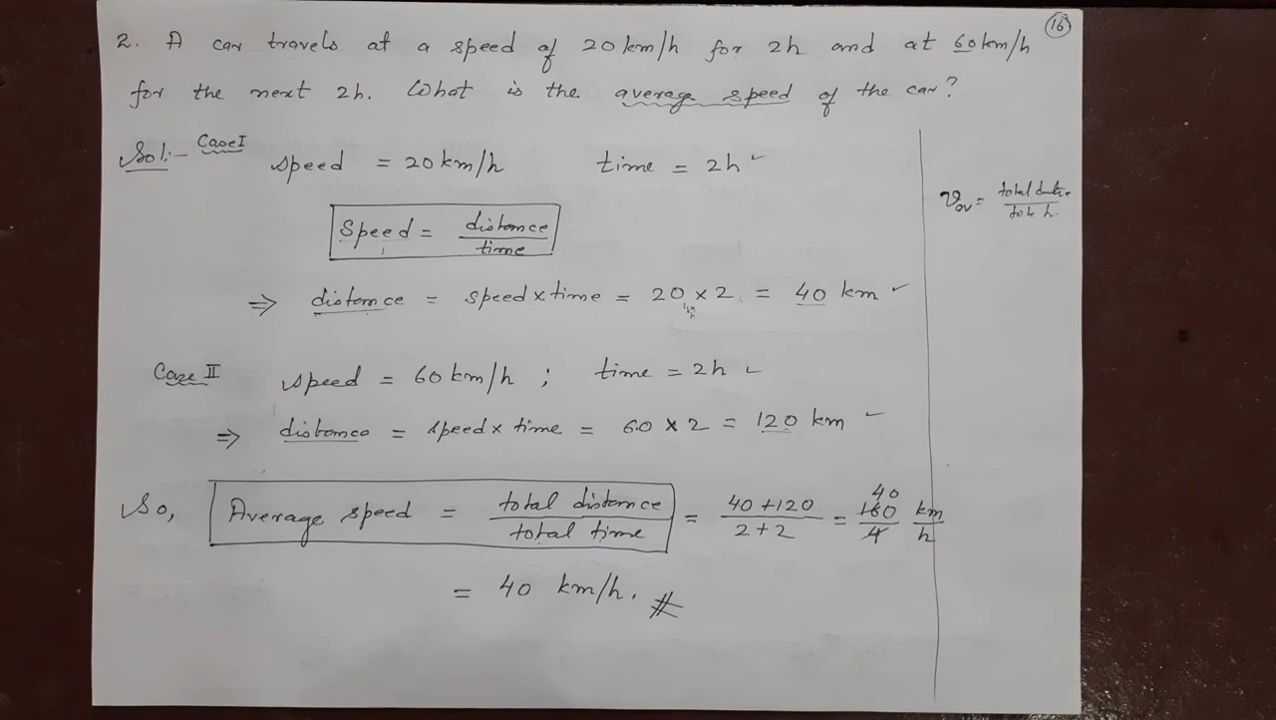 16
2. A car travels at a speed of 20 km/h for 2h and at 60 km/h
for the next 2h. What is the average speed of the car?
Sol:- Case I speed = 20 km/h time = 2h
Speed = distance / time
⇒ distance = speed × time = 20 × 2 = 40 km
Case II speed = 60 km/h ; time = 2h
⇒ distance = speed × time = 60 × 2 = 120 km
So, Average speed = total distance / total time = 40 + 120 / 2 + 2 = 160 / 4 40 km / h
= 40 km/h. #
Vav = total / h.